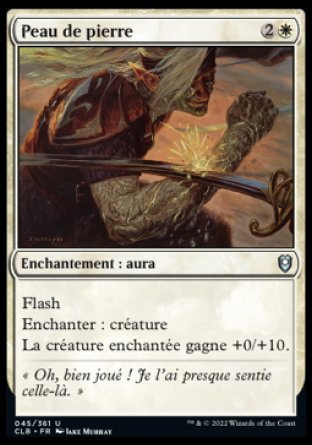 Peau de pierre 2
Enchantement : aura
Flash
Enchanter : créature
La créature enchantée gagne +0/+10.
« Oh, bien joué ! Je l'ai presque sentie
celle-là. »
045/361 U
CLB • FR Jake Murray
™ & © 2022 Wizards of the Coast